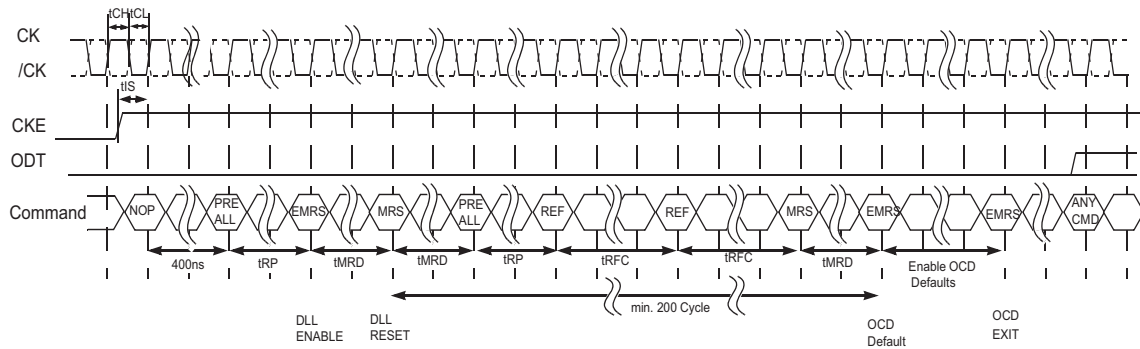 tCH tCL
CK
/CK
tIS
CKE
ODT
Command
NOP PRE ALL EMRS MRS PRE ALL REF REF MRS EMRS EMRS ANY CMD
400ns tRP tMRD tMRD tRP tRFC tRFC tMRD Enable OCD Defaults
min. 200 Cycle
DLL ENABLE DLL RESET OCD Default OCD EXIT